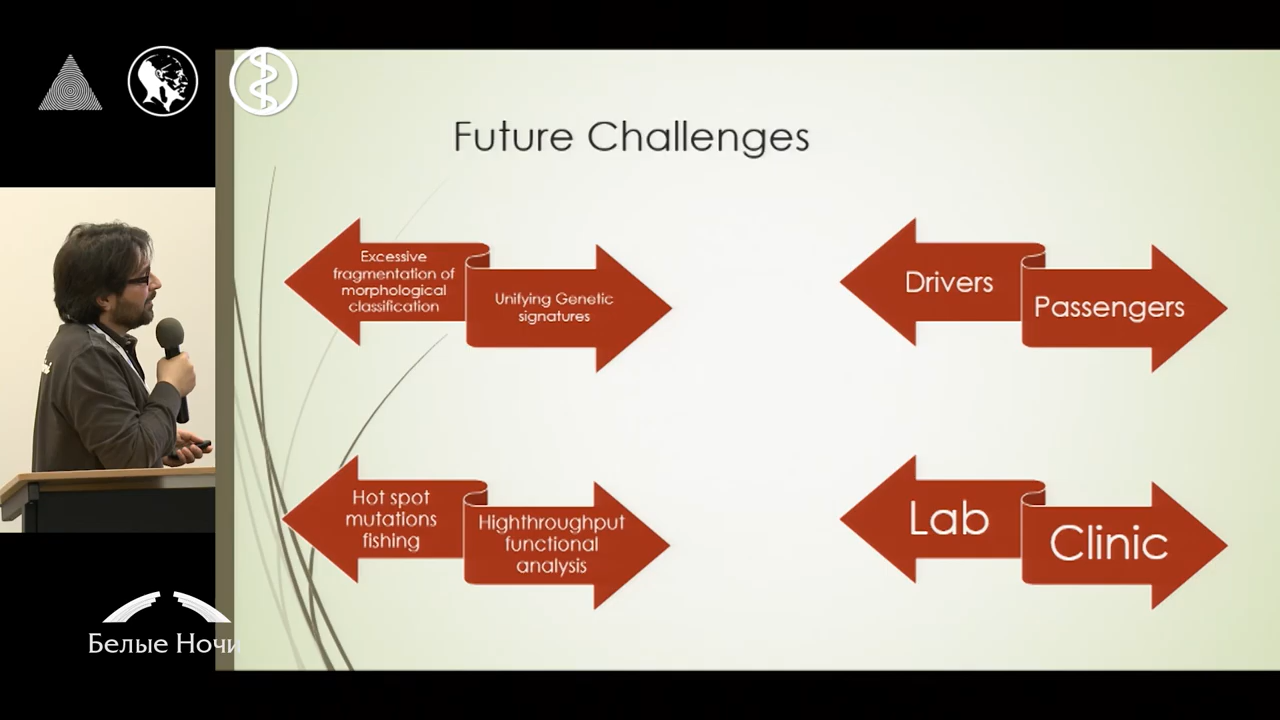 Future Challenges
Excessive
fragmentation of
morphological
classification
Unifying Genetic
signatures
Drivers
Passengers
Hot spot
mutations
fishing
Highthroughput
functional
analysis
Lab
Clinic
Белые Ночи